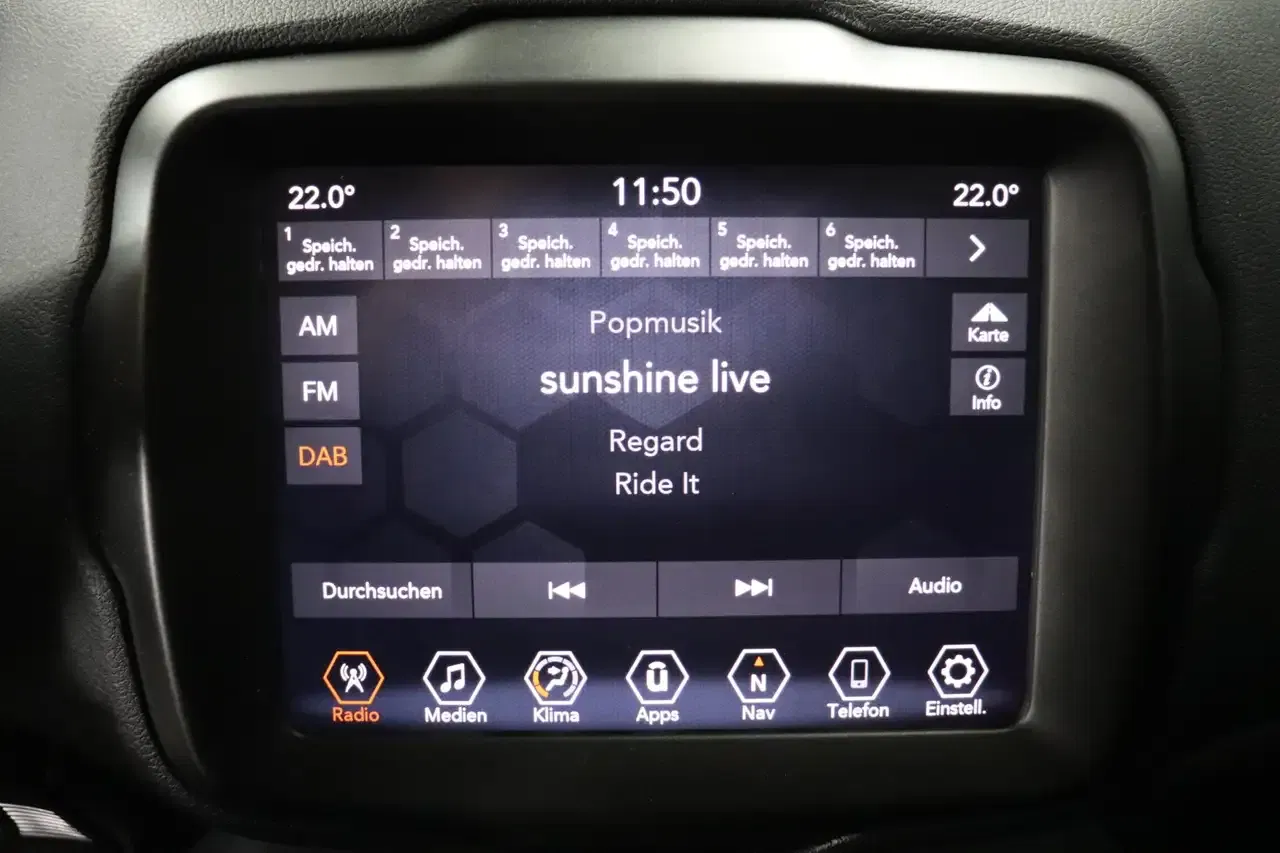 22.0°
11:50
22.0°
1
Speich.
gedr. halten
2
Speich.
gedr. halten
3
Speich.
gedr. halten
4
Speich.
gedr. halten
5
Speich.
gedr. halten
6
Speich.
gedr. halten
AM
Popmusik
Karte
FM
sunshine live
Info
DAB
Regard
Ride It
Durchsuchen
Audio
Radio
Medien
Klima
Apps
N
Nav
Telefon
Einstell.